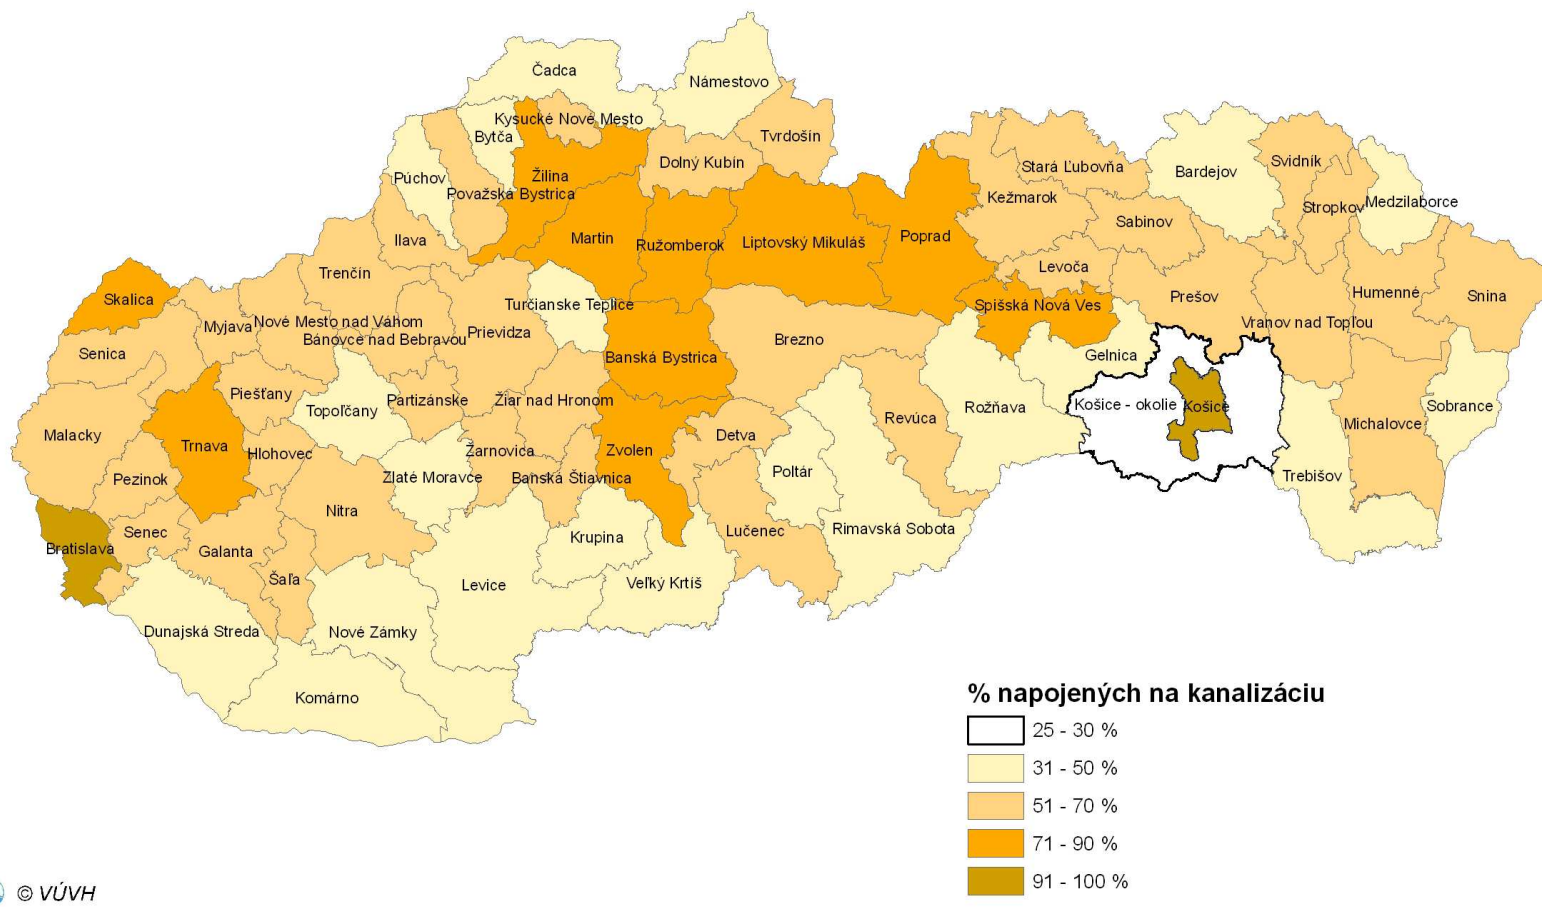 Čadca
Námestovo
Kysucké Nové Mesto
Bytča
Tvrdošín
Dolný Kubín
Stará Ľubovňa
Svidník
Bardejov
Púchov
Žilina
Považská Bystrica
Kežmarok
Stropkov
Medzilaborce
Sabinov
Ilava
Martin
Ružomberok
Liptovský Mikuláš
Poprad
Levoča
Trenčín
Skalica
Turčianske Teplice
Spišská Nová Ves
Prešov
Humenné
Snina
Myjava
Nové Mesto nad Váhom
Vranov nad Topľou
Bánovce nad Bebravou
Prievidza
Brezno
Senica
Banská Bystrica
Gelnica
Piešťany
Partizánske
Žiar nad Hronom
Topoľčany
Košice - okolie
Košice
Rožňava
Sobrance
Revúca
Michalovce
Malacky
Trnava
Hlohovec
Žarnovica
Zvolen
Detva
Pezinok
Zlaté Moravce
Banská Štiavnica
Poltár
Trebišov
Nitra
Senec
Bratislava
Galanta
Krupina
Lučenec
Rimavská Sobota
Šaľa
Levice
Veľký Krtíš
Dunajská Streda
Nové Zámky
Komárno
% napojených na kanalizáciu
25 - 30 %
31 - 50 %
51 - 70 %
71 - 90 %
91 - 100 %
© VÚVH